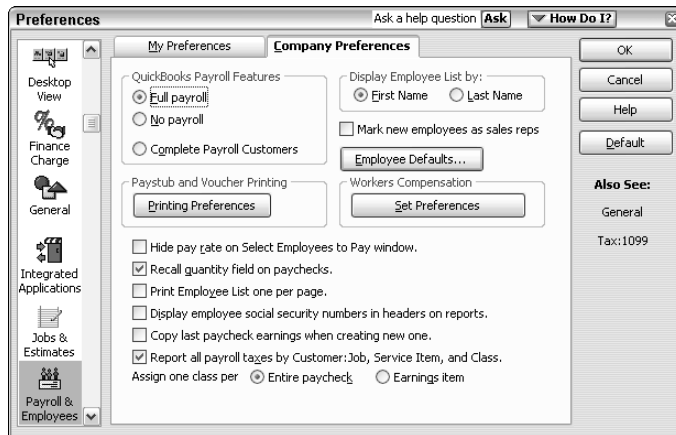 Preferences
Ask a help question Ask
How Do I?
Desktop View
Finance Charge
General
Integrated Applications
Jobs & Estimates
Payroll & Employees
My Preferences
Company Preferences
QuickBooks Payroll Features
Full payroll
No payroll
Complete Payroll Customers
Display Employee List by:
First Name Last Name
Mark new employees as sales reps
Employee Defaults...
Paystub and Voucher Printing
Printing Preferences
Workers Compensation
Set Preferences
Hide pay rate on Select Employees to Pay window.
Recall quantity field on paychecks.
Print Employee List one per page.
Display employee social security numbers in headers on reports.
Copy last paycheck earnings when creating new one.
Report all payroll taxes by Customer:Job, Service Item, and Class.
Assign one class per Entire paycheck Earnings item
OK
Cancel
Help
Default
Also See:
General
Tax:1099